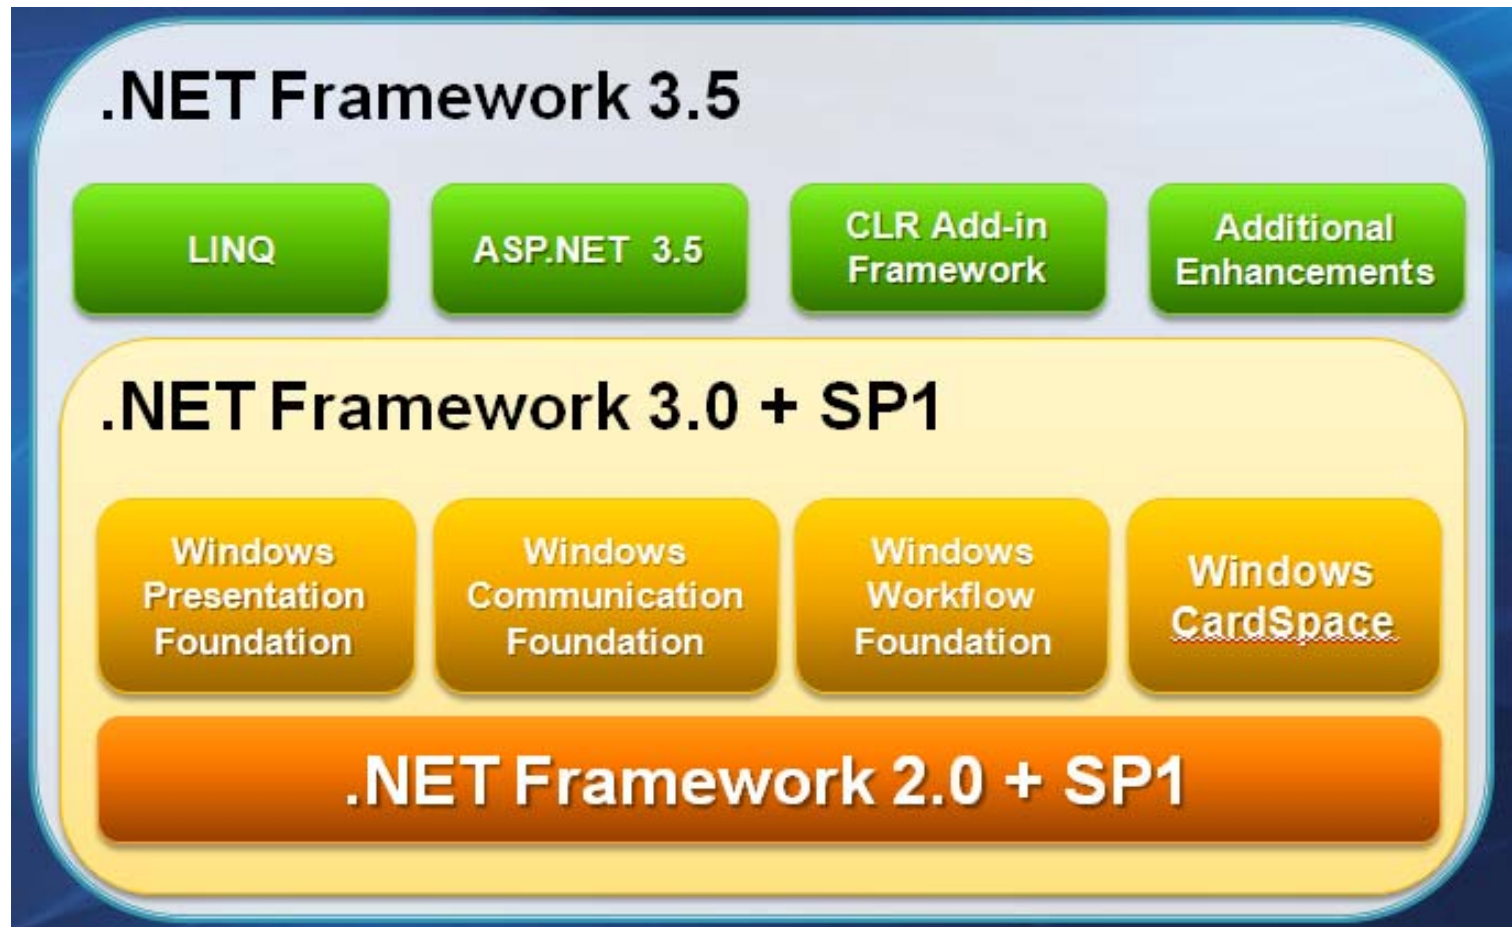 .NET Framework 3.5
LINQ
ASP.NET 3.5
CLR Add-in
Framework
Additional
Enhancements
.NET Framework 3.0 + SP1
Windows
Presentation
Foundation
Windows
Communication
Foundation
Windows
Workflow
Foundation
Windows
CardSpace
.NET Framework 2.0 + SP1